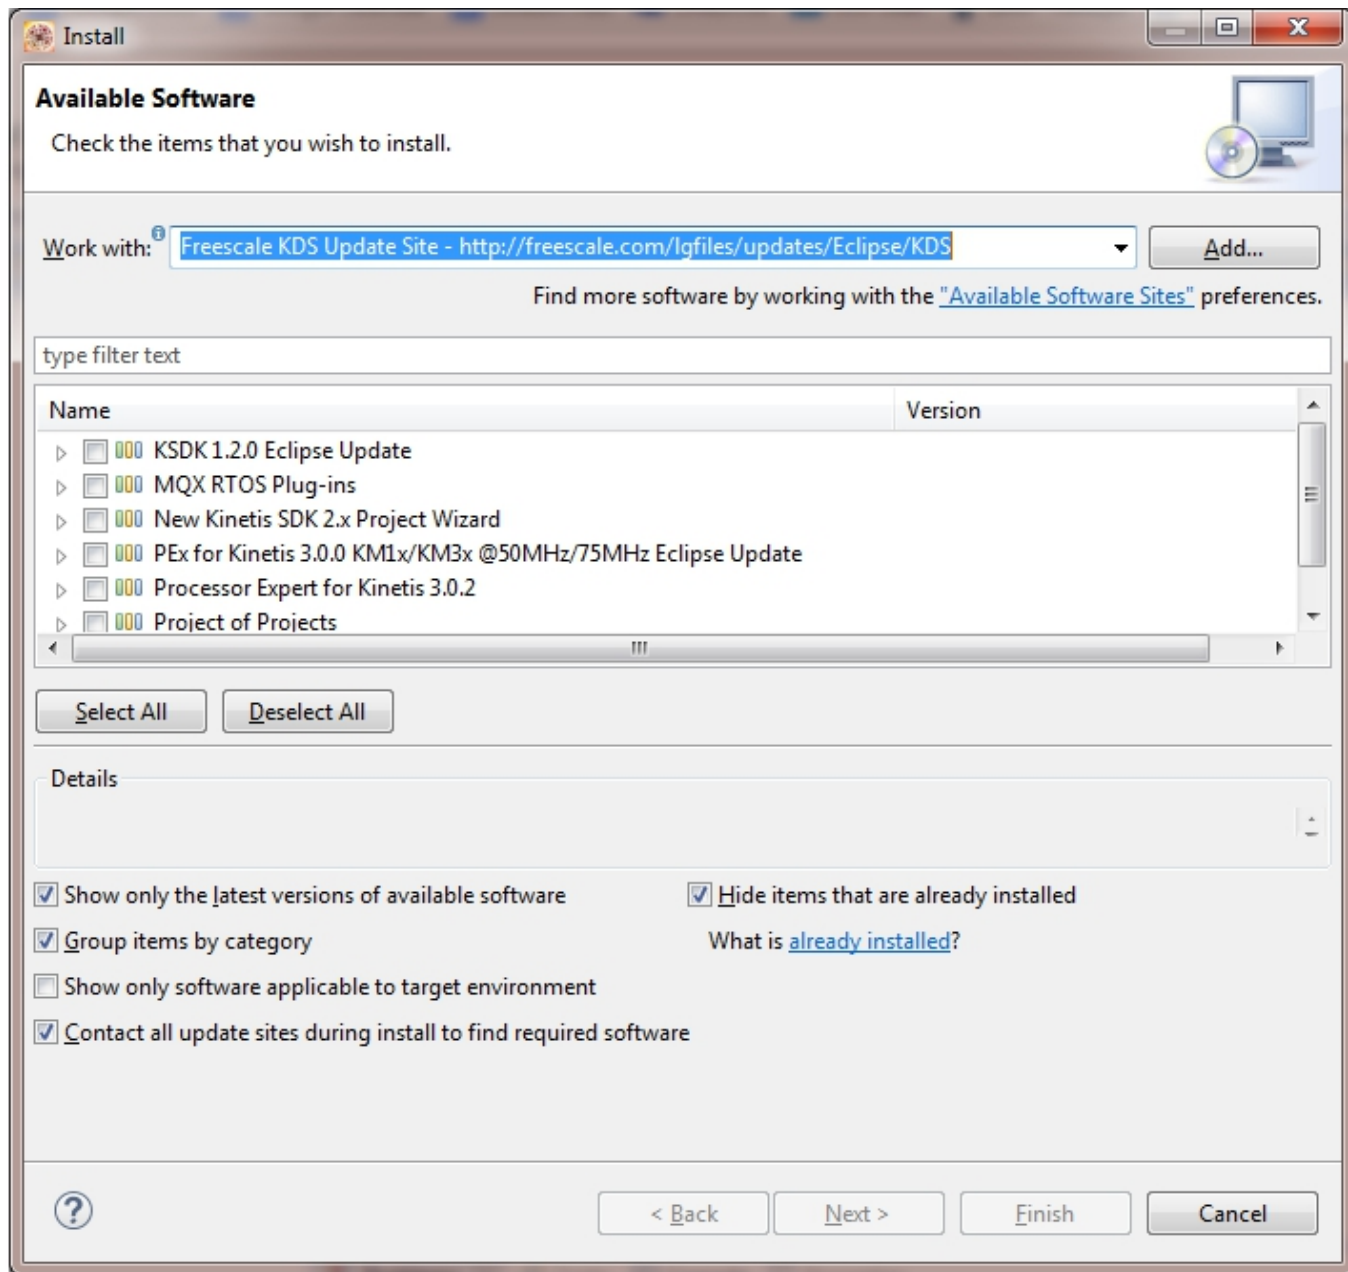 Install
Available Software
Check the items that you wish to install.
Work with: Freescale KDS Update Site - http://freescale.com/lgfiles/updates/Eclipse/KDS Add...
Find more software by working with the "Available Software Sites" preferences.
type filter text
Name Version
KSDK 1.2.0 Eclipse Update
MQX RTOS Plug-ins
New Kinetis SDK 2.x Project Wizard
PEx for Kinetis 3.0.0 KM1x/KM3x @50MHz/75MHz Eclipse Update
Processor Expert for Kinetis 3.0.2
Project of Projects
Select All Deselect All
Details
Show only the latest versions of available software Hide items that are already installed
Group items by category What is already installed?
Show only software applicable to target environment
Contact all update sites during install to find required software
< Back Next > Finish Cancel